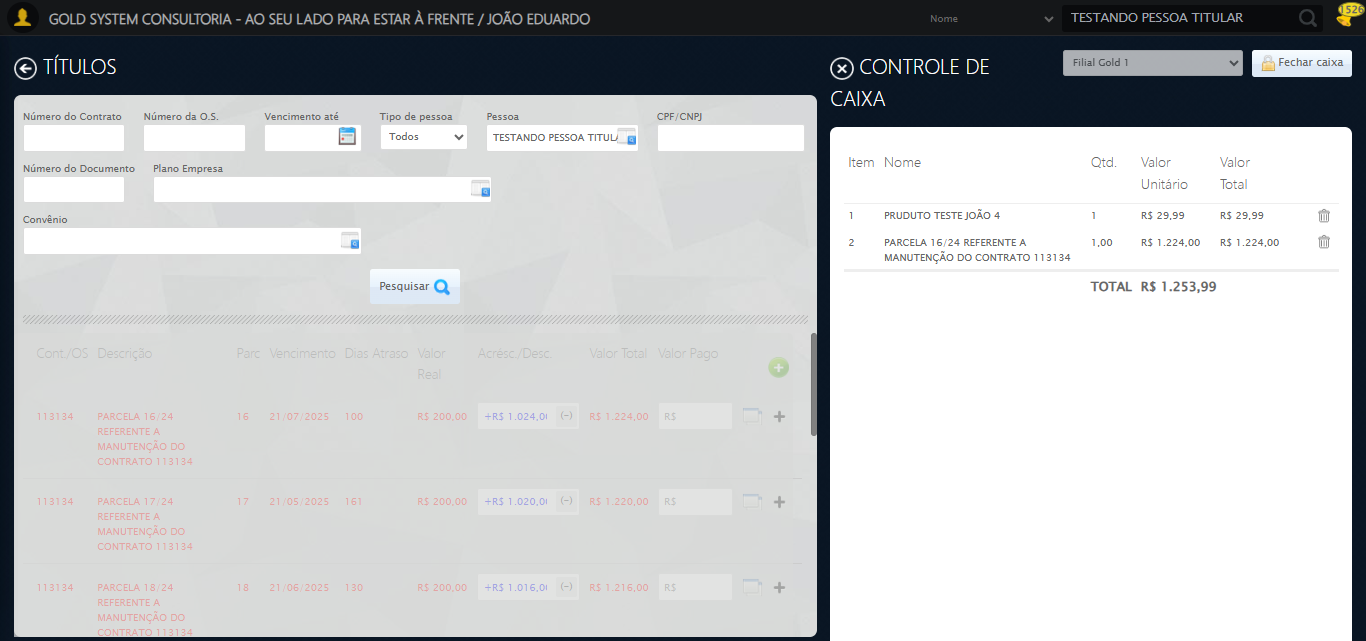 GOLD SYSTEM CONSULTORIA - AO SEU LADO PARA ESTAR À FRENTE / JOÃO EDUARDO
Nome
TESTANDO PESSOA TITULAR
1526
TÍTULOS
Número do Contrato
Número da O.S.
Vencimento até
Tipo de pessoa
Todos
Pessoa
TESTANDO PESSOA TITUL
CPF/CNPJ
Número do Documento
Plano Empresa
Convênio
Pesquisar
Cont./OS Descrição Parc Vencimento Dias Atraso Valor Real Acrésc./Desc. Valor Total Valor Pago
113134 PARCELA 16/24 16 21/07/2025 100 R$ 200,00 +R$ 1.024,0 (-) R$ 1.224,00 R$
REFERENTE A
MANUTENÇÃO DO
CONTRATO 113134
113134 PARCELA 17/24 17 21/05/2025 161 R$ 200,00 +R$ 1.020,0 (-) R$ 1.220,00 R$
REFERENTE A
MANUTENÇÃO DO
CONTRATO 113134
113134 PARCELA 18/24 18 21/06/2025 130 R$ 200,00 +R$ 1.016,0 (-) R$ 1.216,00 R$
REFERENTE A
MANUTENÇÃO DO
CONTRATO 113134
CONTROLE DE
CAIXA
Filial Gold 1
Fechar caixa
Item Nome Qtd. Valor Unitário Valor Total
1 PRUDUTO TESTE JOÃO 4 1 R$ 29,99 R$ 29,99
2 PARCELA 16/24 REFERENTE A 1,00 R$ 1.224,00 R$ 1.224,00
MANUTENÇÃO DO CONTRATO 113134
TOTAL R$ 1.253,99